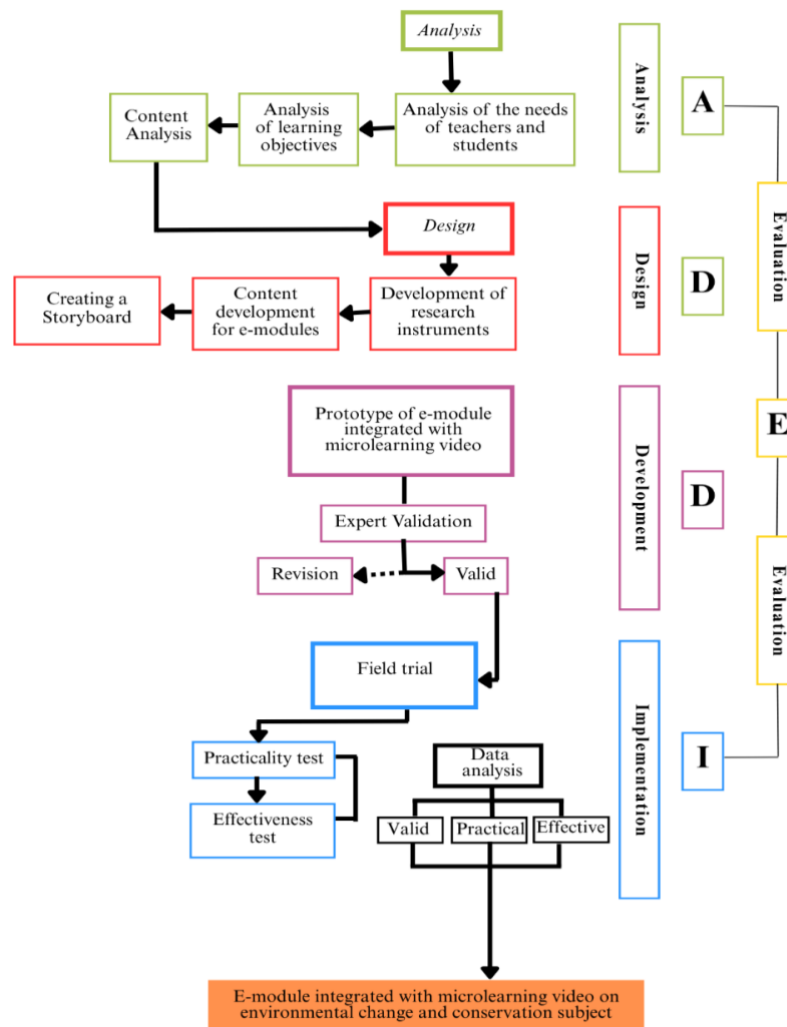 Analysis
Content
Analysis
Analysis
of learning
objectives
Analysis of the needs
of teachers and
students
Analysis
A
Design
Creating a
Storyboard
Content
development
for e-modules
Development of
research
instruments
Design
D
Evaluation
Prototype of e-module
integrated with
microlearning video
Expert Validation
Revision
Valid
Development
D
E
Evaluation
Field trial
Practicality test
Effectiveness
test
Data
analysis
Valid
Practical
Effective
Implementation
I
E-module integrated with microlearning video on
environmental change and conservation subject